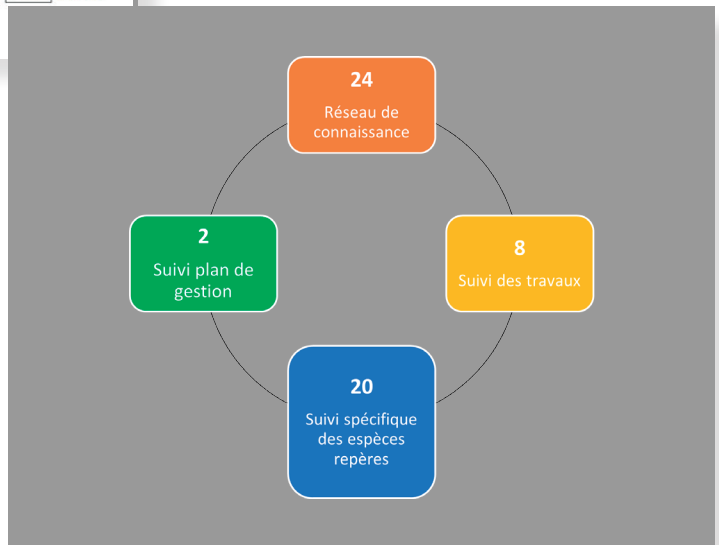 24
Réseau de
connaissance
2
Suivi plan de
gestion
8
Suivi des travaux
20
Suivi spécifique
des espèces
repères